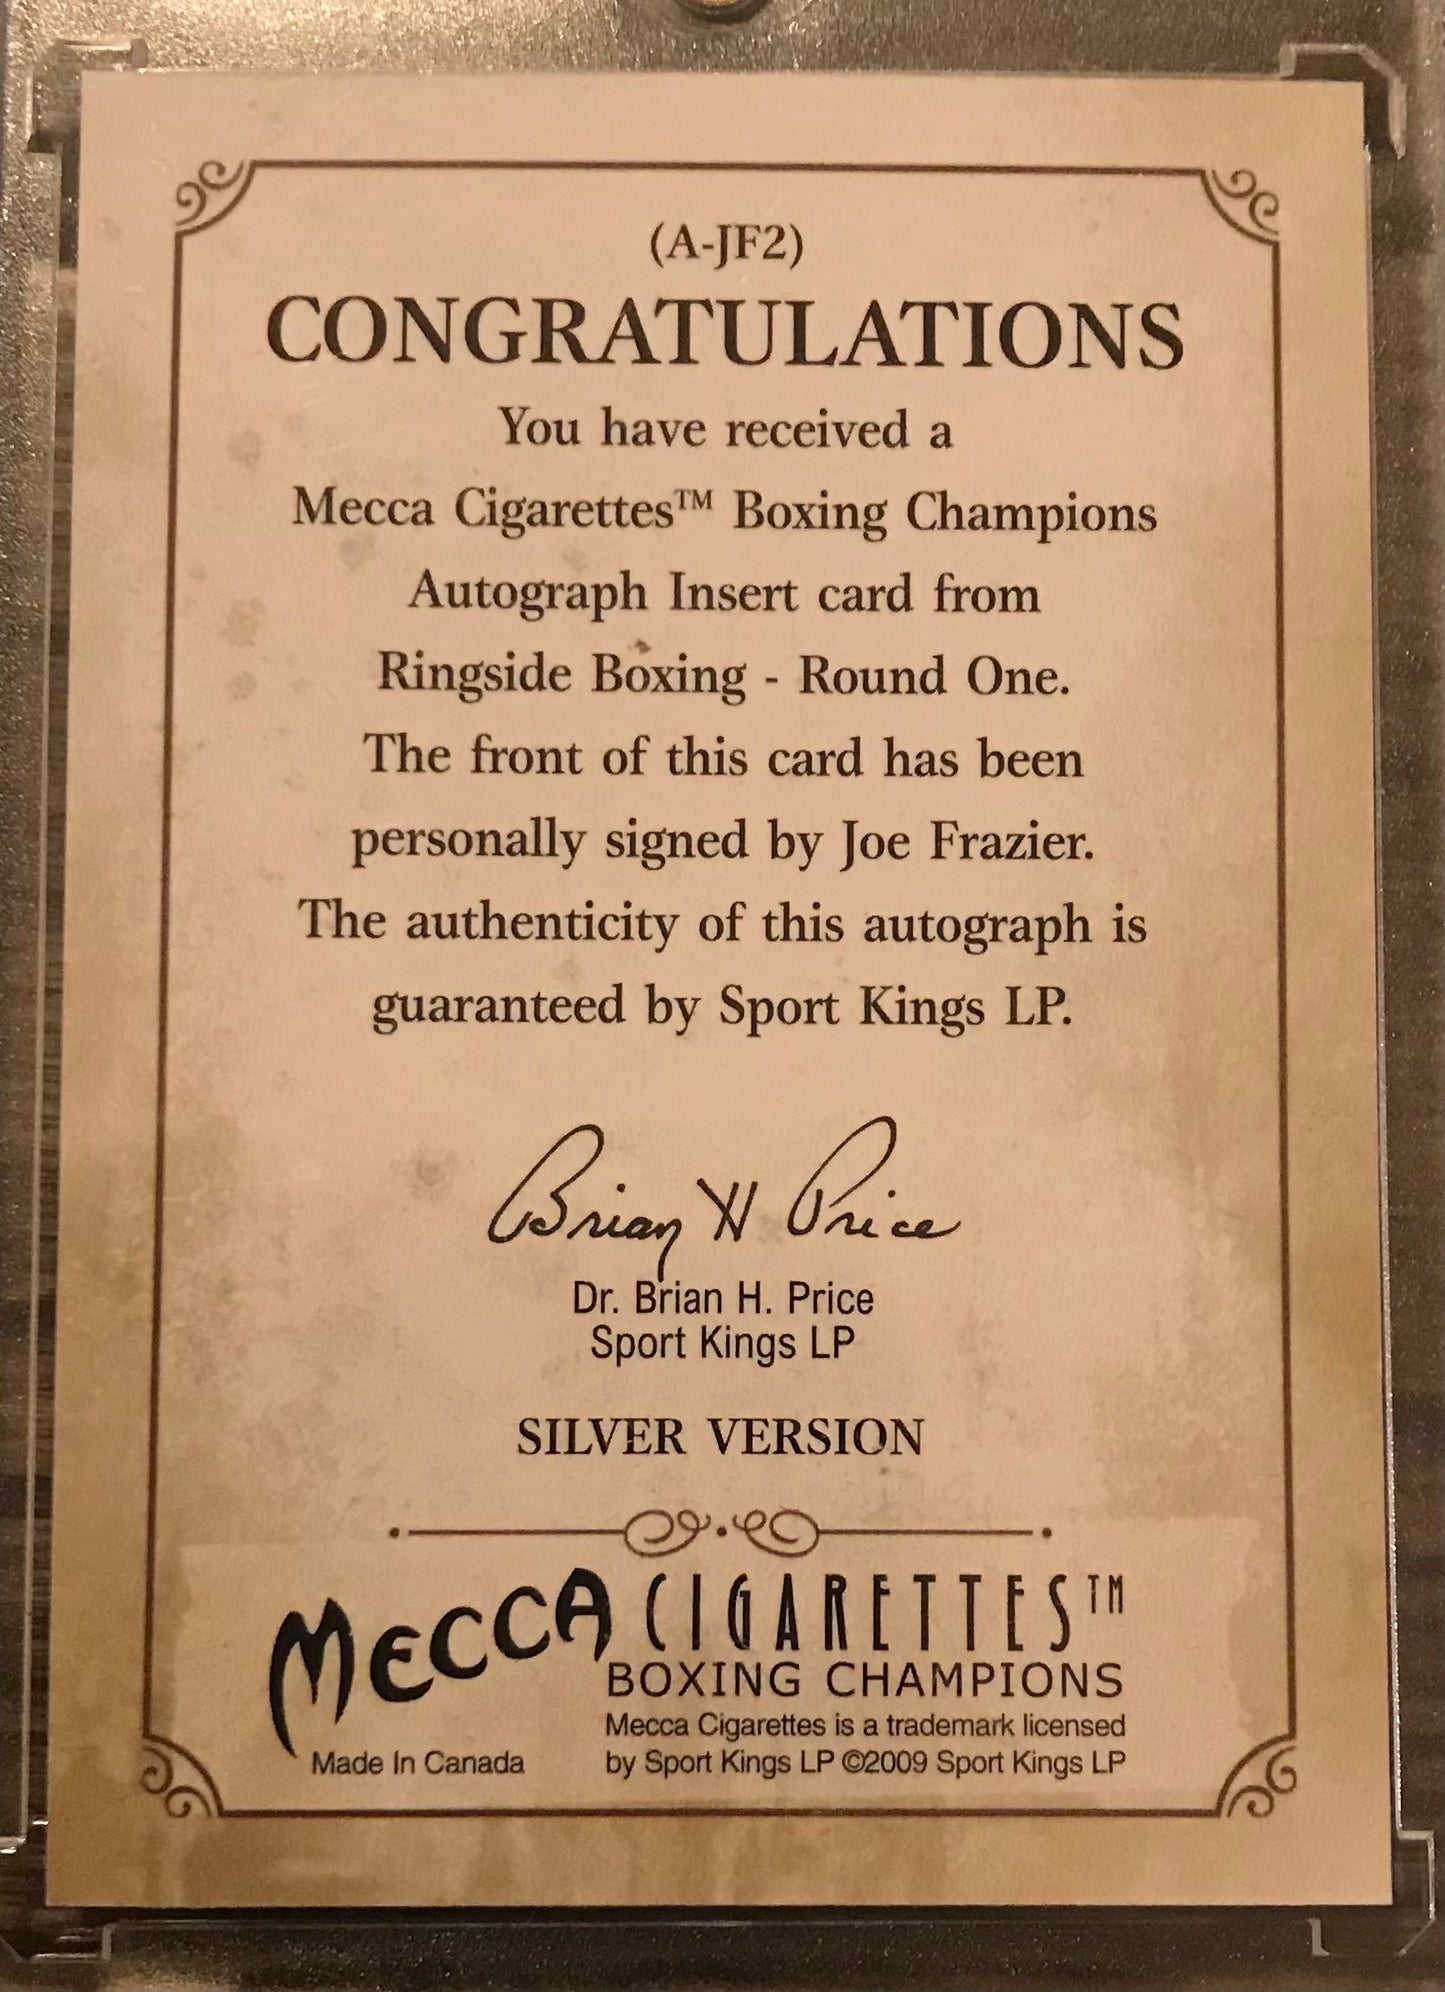 (A-JF2)
CONGRATULATIONS
You have received a
Mecca Cigarettes™ Boxing Champions
Autograph Insert card from
Ringside Boxing - Round One.
The front of this card has been
personally signed by Joe Frazier.
The authenticity of this autograph is
guaranteed by Sport Kings LP.
Brian H Price
Dr. Brian H. Price
Sport Kings LP
SILVER VERSION
MECCA CIGARETTES™
BOXING CHAMPIONS
Mecca Cigarettes is a trademark licensed
Made In Canada by Sport Kings LP ©2009 Sport Kings LP